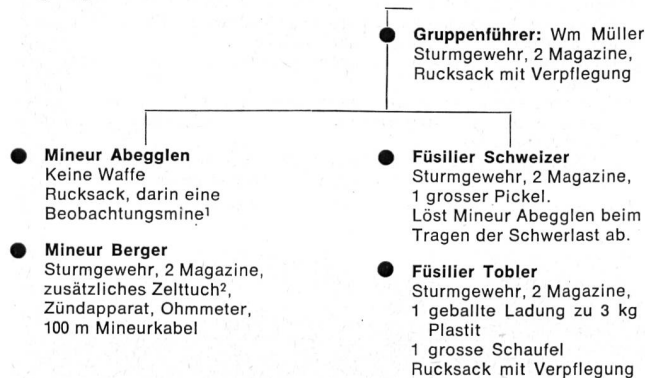 Gruppenführer: Wm Müller
Sturmgewehr, 2 Magazine,
Rucksack mit Verpflegung
Mineur Abegglen
Keine Waffe
Rucksack, darin eine
Beobachtungsmine¹
Mineur Berger
Sturmgewehr, 2 Magazine,
zusätzliches Zelttuch²,
Zündapparat, Ohmmeter,
100 m Mineurkabel
Füsilier Schweizer
Sturmgewehr, 2 Magazine,
1 grosser Pickel.
Löst Mineur Abegglen beim
Tragen der Schwerlast ab.
Füsilier Tobler
Sturmgewehr, 2 Magazine,
1 geballte Ladung zu 3 kg
Plastit
1 grosse Schaufel
Rucksack mit Verpflegung